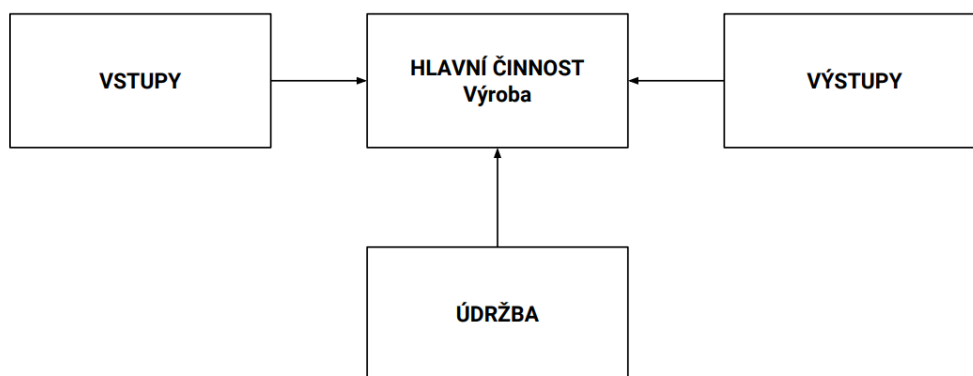 VSTUPY
HLAVNÍ ČINNOST
Výroba
VÝSTUPY
ÚDRŽBA